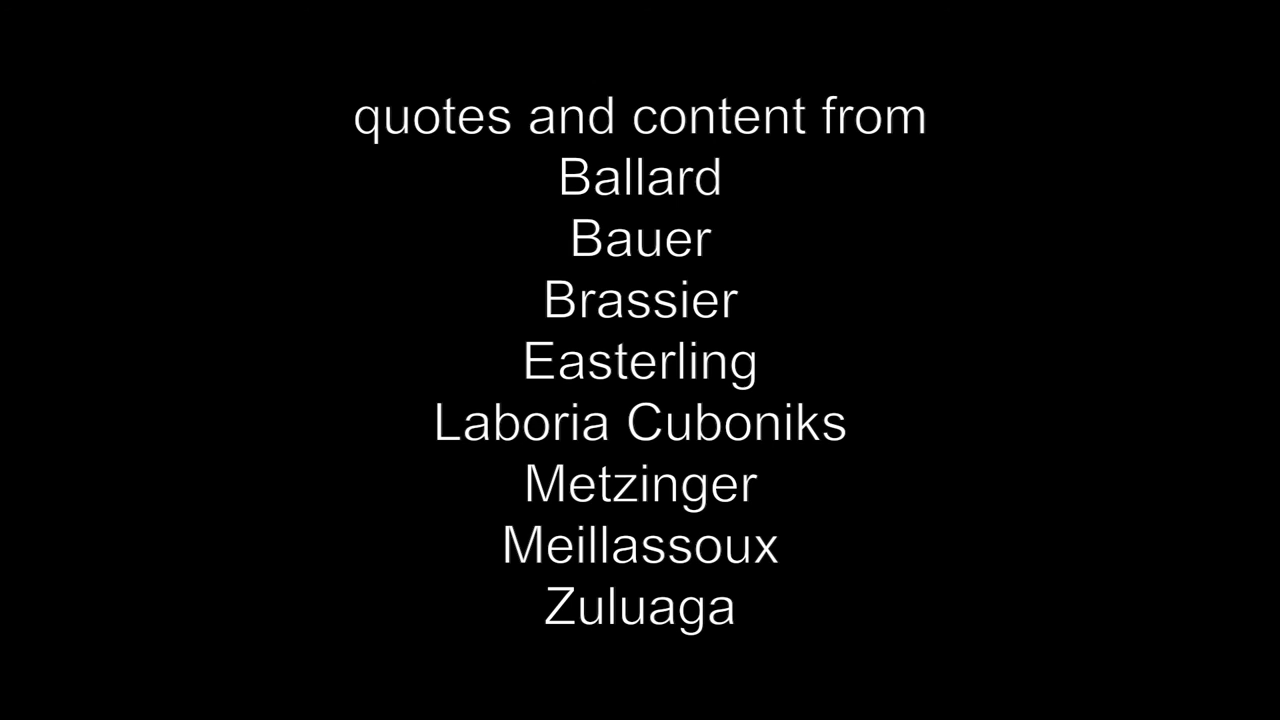 quotes and content from
Ballard
Bauer
Brassier
Easterling
Laboria Cuboniks
Metzinger
Meillassoux
Zuluaga